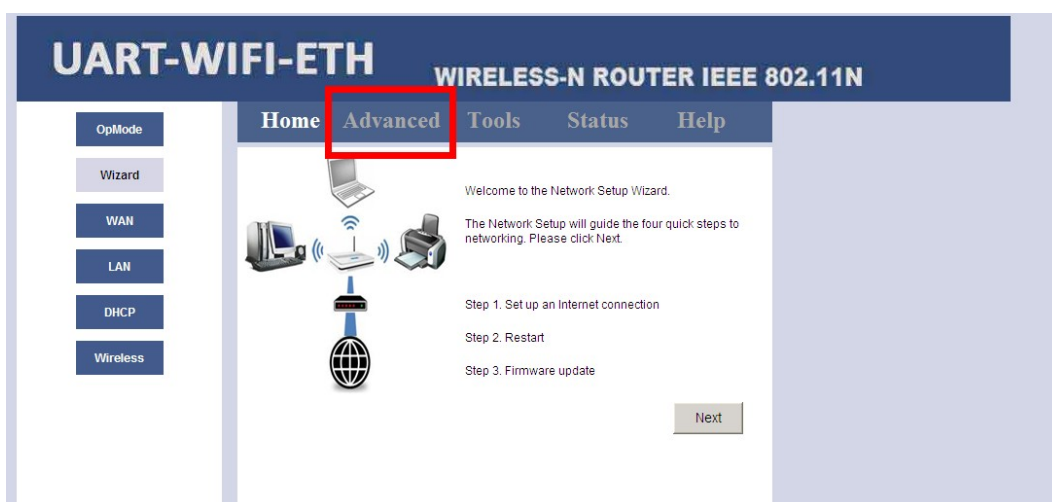 UART-WIFI-ETH
WIRELESS-N ROUTER IEEE 802.11N
Home Advanced Tools Status Help
OpMode
Wizard
WAN
LAN
DHCP
Wireless
Welcome to the Network Setup Wizard.
The Network Setup will guide the four quick steps to
networking. Please click Next.
Step 1. Set up an Internet connection
Step 2. Restart
Step 3. Firmware update
Next